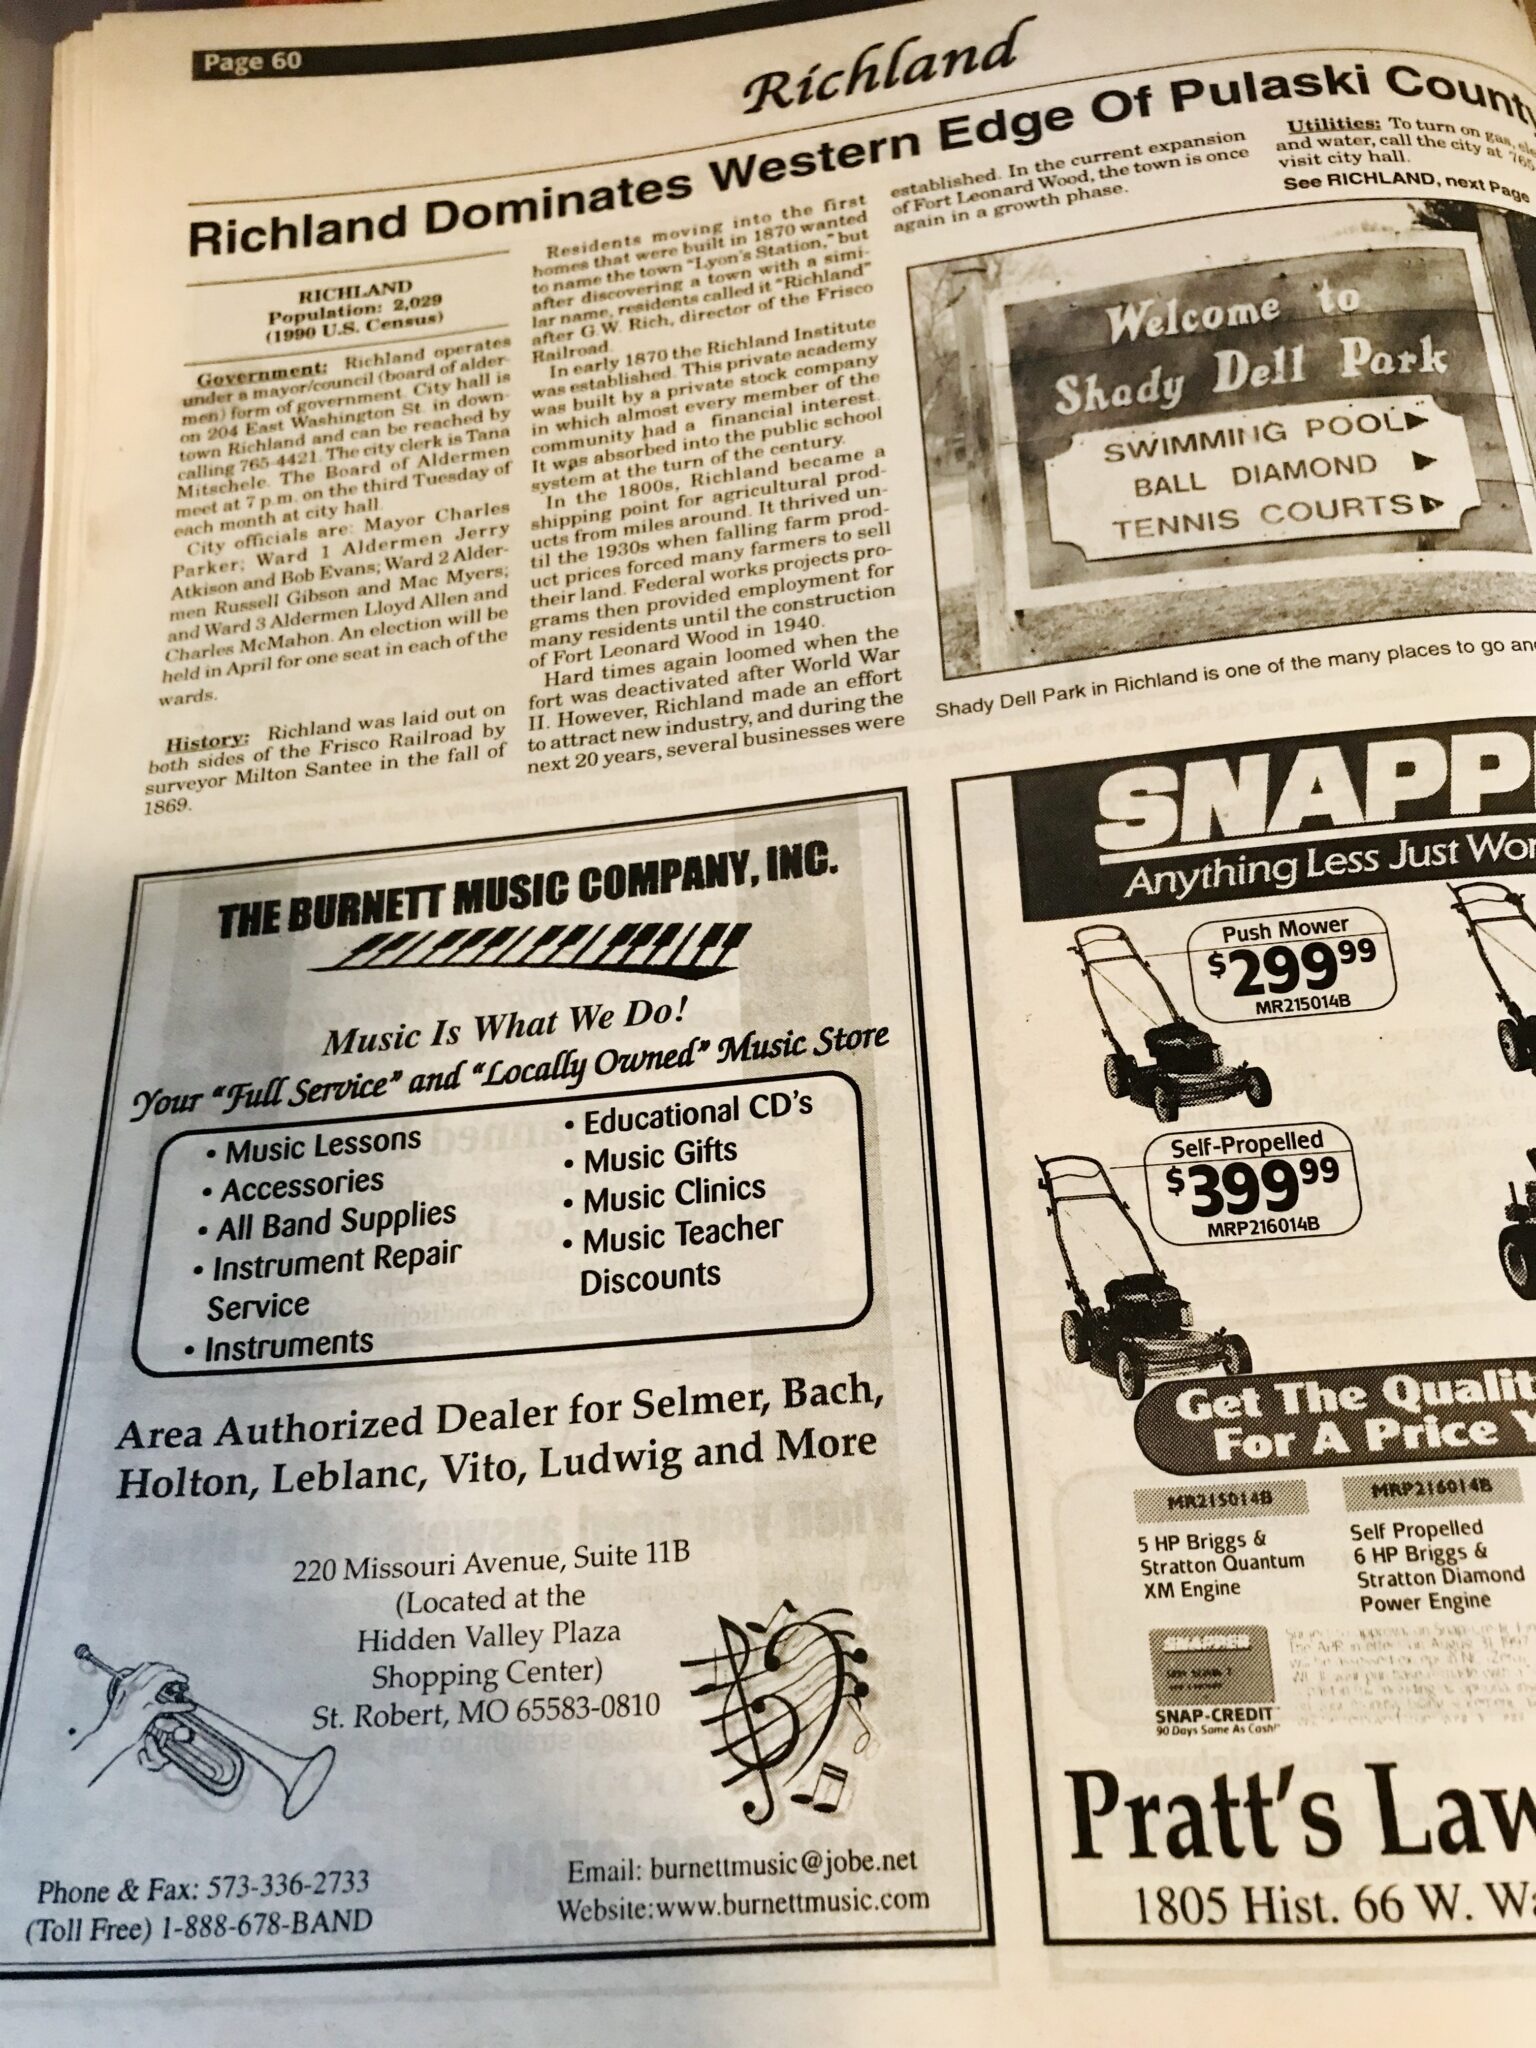 Page 60
Richland
Richland Dominates Western Edge Of Pulaski County
RICHLAND
Population: 2,029
(1990 U.S. Census)
Government: Richland operates
under a mayor/council (board of alder-
men) form of government. City hall is
on 204 East Washington St. in down-
town Richland and can be reached by
calling 765-4421. The city clerk is Tana
Mitschele. The Board of Aldermen
meet at 7 p.m. on the third Tuesday of
each month at city hall.
City officials are: Mayor Charles
Parker; Ward 1 Aldermen Jerry
Atkison and Bob Evans; Ward 2 Alder-
men Russell Gibson and Mac Myers;
and Ward 3 Aldermen Lloyd Allen and
Charles McMahon. An election will be
held in April for one seat in each of the
wards.
History: Richland was laid out on
both sides of the Frisco Railroad by
surveyor Milton Santee in the fall of
1869.
Residents moving into the first
homes that were built in 1870 wanted
to name the town "Lyon's Station," but
after discovering a town with a simi-
lar name, residents called it "Richland"
after G.W. Rich, director of the Frisco
Railroad.
In early 1870 the Richland Institute
was established. This private academy
was built by a private stock company
in which almost every member of the
community had a financial interest.
It was absorbed into the public school
system at the turn of the century.
In the 1800s, Richland became a
shipping point for agricultural prod-
ucts from miles around. It thrived un-
til the 1930s when falling farm prod-
uct prices forced many farmers to sell
their land. Federal works projects pro-
grams then provided employment for
many residents until the construction
of Fort Leonard Wood in 1940.
Hard times again loomed when the
fort was deactivated after World War
II. However, Richland made an effort
to attract new industry, and during the
next 20 years, several businesses were
established. In the current expansion
of Fort Leonard Wood, the town is once
again in a growth phase.
Utilities: To turn on gas,
and water, call the city at 765
visit city hall.
See RICHLAND, next Page
Welcome to
Shady Dell Park
SWIMMING POOL
BALL DIAMOND
TENNIS COURTS
Shady Dell Park in Richland is one of the many places to go and
THE BURNETT MUSIC COMPANY, INC.
Music Is What We Do!
Your "Full Service" and "Locally Owned" Music Store
• Music Lessons
• Accessories
• All Band Supplies
• Instrument Repair
Service
• Instruments
• Educational CD's
• Music Gifts
• Music Clinics
• Music Teacher
Discounts
Area Authorized Dealer for Selmer, Bach,
Holton, Leblanc, Vito, Ludwig and More
220 Missouri Avenue, Suite 11B
(Located at the
Hidden Valley Plaza
Shopping Center)
St. Robert, MO 65583-0810
Phone & Fax: 573-336-2733
(Toll Free) 1-888-678-BAND
Email: burnettmusic@jobe.net
Website:www.burnettmusic.com
SNAPP
Anything Less Just Wo
Push Mower
$299.99
MR215014B
Self-Propelled
$399.99
MRP216014B
Get The Qualit
For A Price Y
MR215014B
5 HP Briggs &
Stratton Quantum
XM Engine
MRP216014B
Self Propelled
6 HP Briggs &
Stratton Diamond
Power Engine
SNAPPER
SNAP-CREDIT
90 Days Same As Cash!
Pratt's Law
1805 Hist. 66 W. Wa